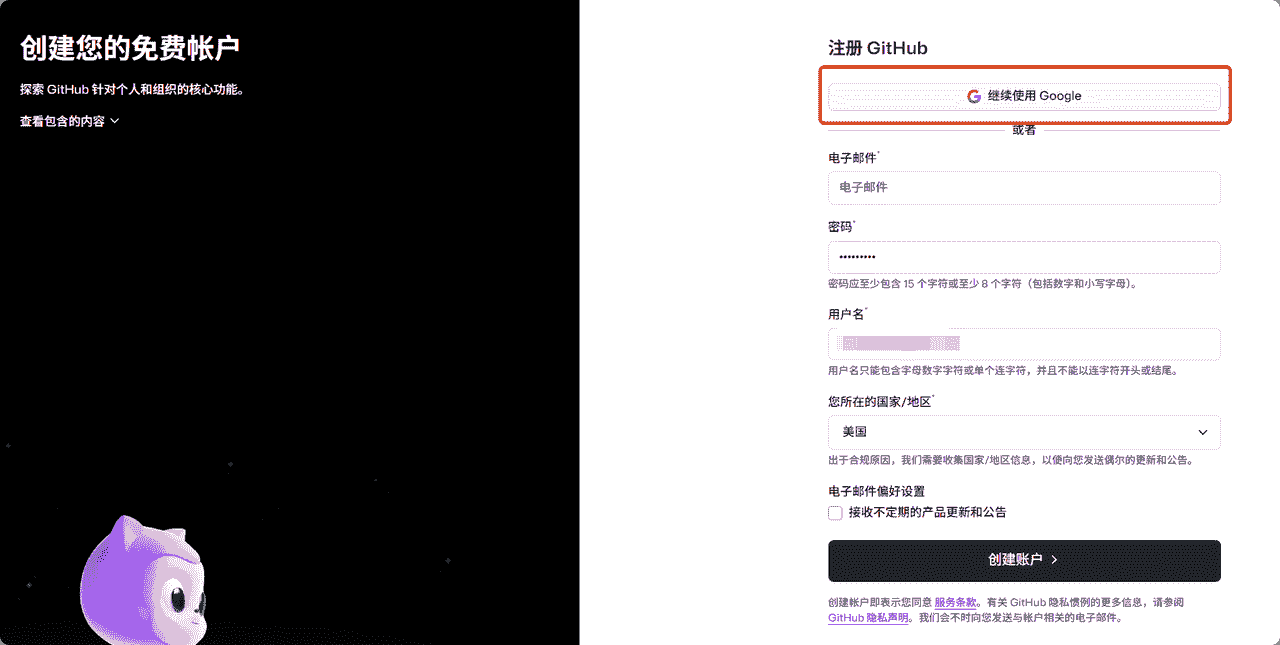 创建您的免费帐户
探索 GitHub 针对个人和组织的核心功能。
查看包含的内容
注册 GitHub
继续使用 Google
或者
电子邮件*
电子邮件
密码*
•••••••••
密码应至少包含 15 个字符或至少 8 个字符（包括数字和小写字母）。
用户名*
用户名只能包含字母数字字符或单个连字符，并且不能以连字符开头或结尾。
您所在的国家/地区*
美国
出于合规原因，我们需要收集国家/地区信息，以便向您发送偶尔的更新和公告。
电子邮件偏好设置
接收不定期的产品更新和公告
创建账户
创建帐户即表示您同意 服务条款。有关 GitHub 隐私惯例的更多信息，请参阅
GitHub 隐私声明。我们会不时向您发送与帐户相关的电子邮件。